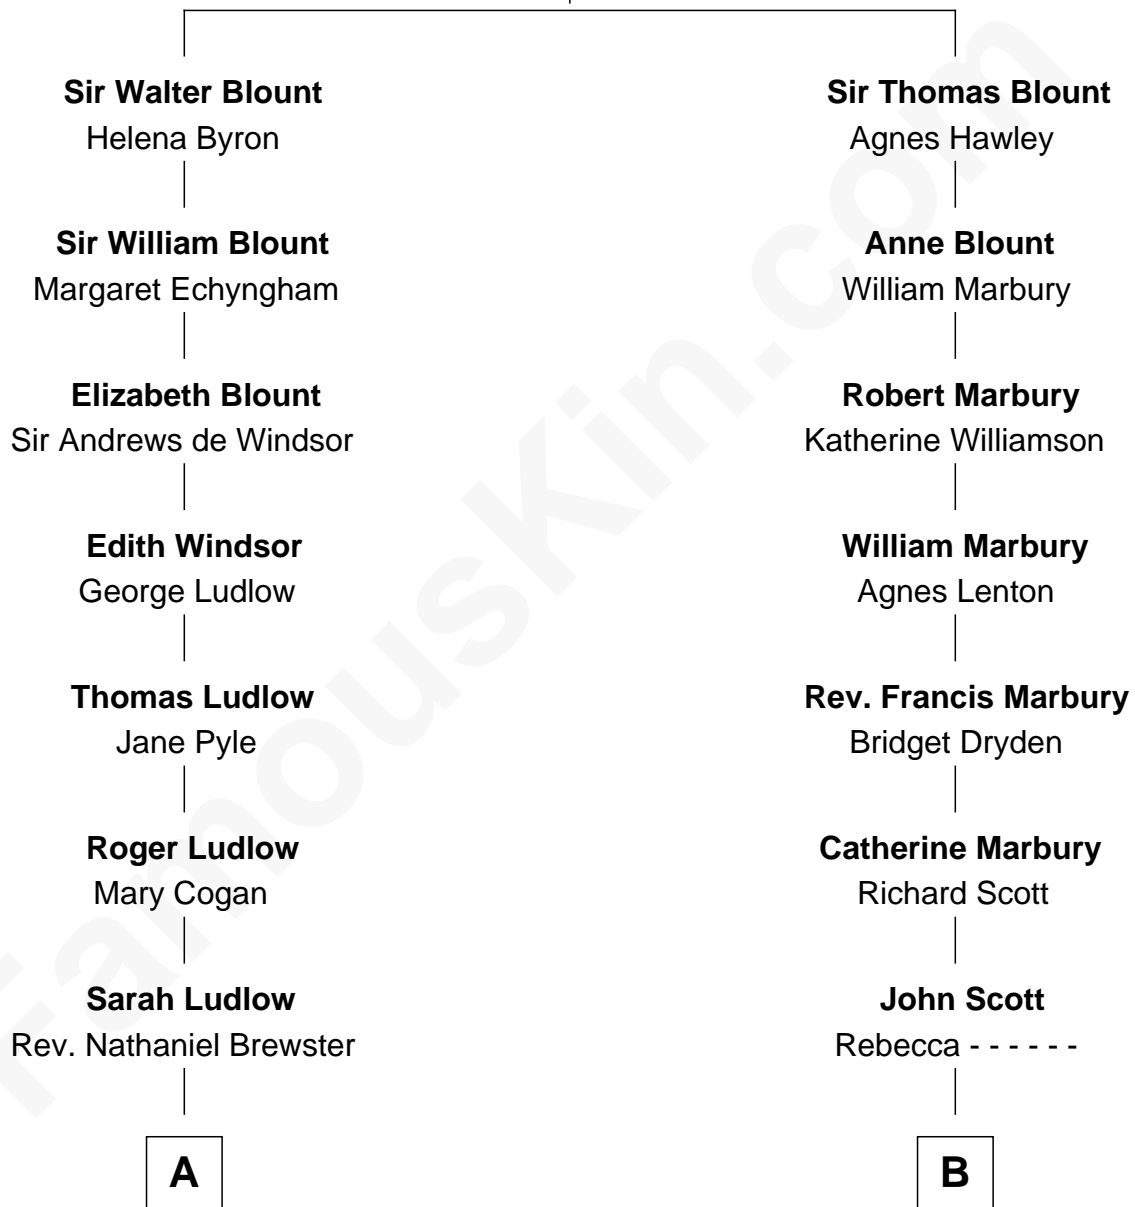 Sir Walter Blount
Helena Byron
Sir William Blount
Margaret Echyngham
Elizabeth Blount
Sir Andrews de Windsor
Edith Windsor
George Ludlow
Thomas Ludlow
Jane Pyle
Roger Ludlow
Mary Cogan
Sarah Ludlow
Rev. Nathaniel Brewster
A
Sir Thomas Blount
Agnes Hawley
Anne Blount
William Marbury
Robert Marbury
Katherine Williamson
William Marbury
Agnes Lenton
Rev. Francis Marbury
Bridget Dryden
Catherine Marbury
Richard Scott
John Scott
Rebecca - - - - - -
B
FamousKin.com